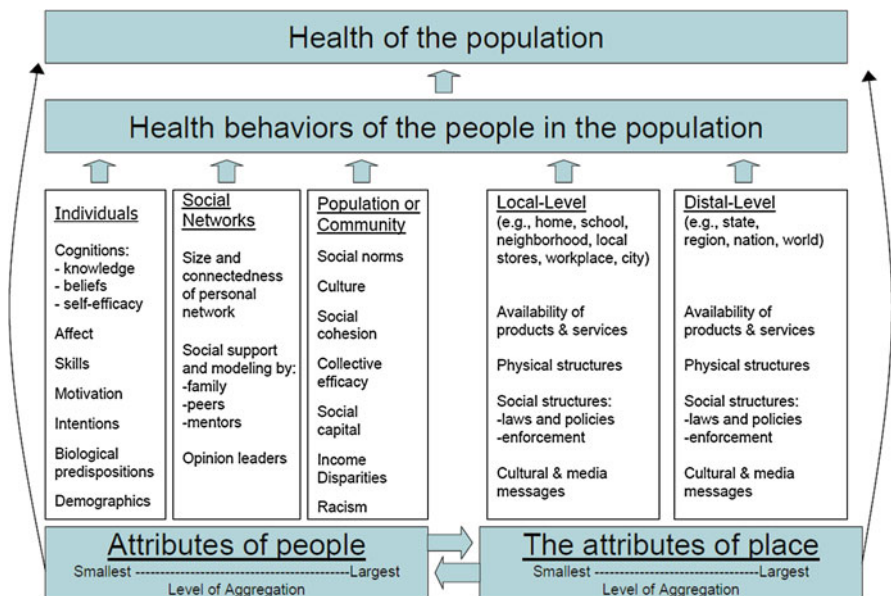 Health of the population
Health behaviors of the people in the population
Individuals
Cognitions:
- knowledge
- beliefs
- self-efficacy
Affect
Skills
Motivation
Intentions
Biological
predispositions
Demographics
Social
Networks
Size and
connectedness
of personal
network
Social support
and modeling by:
-family
-peers
-mentors
Opinion leaders
Population or
Community
Social norms
Culture
Social
cohesion
Collective
efficacy
Social
capital
Income
Disparities
Racism
Local-Level
(e.g., home, school,
neighborhood, local
stores, workplace, city)
Availability of
products & services
Physical structures
Social structures:
-laws and policies
-enforcement
Cultural & media
messages
Distal-Level
(e.g., state,
region, nation, world)
Availability of
products & services
Physical structures
Social structures:
-laws and policies
-enforcement
Cultural & media
messages
Attributes of people
Smallest ------------------------------------Largest
Level of Aggregation
The attributes of place
Smallest ----------------------------Largest
Level of Aggregation